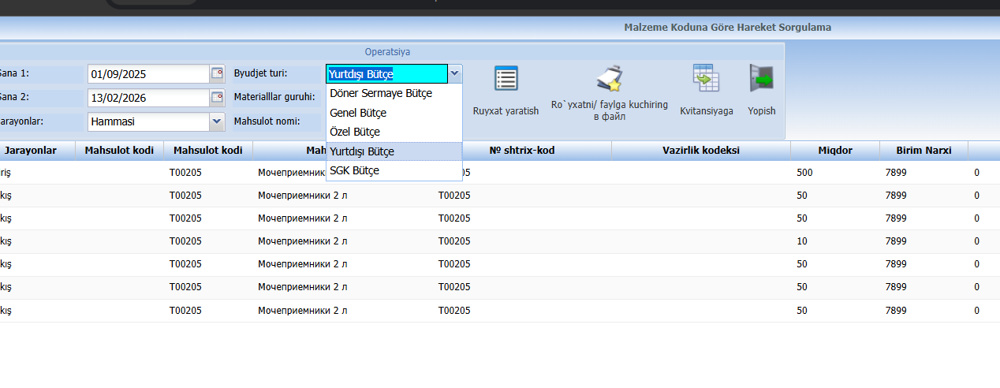 Malzeme Koduna Göre Hareket Sorgulama
Operatsiya
Sana 1: 01/09/2025 Byudjet turi: Yurtdışı Bütçe
Sana 2: 13/02/2026 Materialllar guruhi:
arayonlar: Hammasi Mahsulot nomi:
Döner Sermaye Bütçe
Genel Bütçe
Özel Bütçe
Yurtdışı Bütçe
SGK Bütçe
Ruyxat yaratish
Ro`yxatni/ faylga kuchiring
в файл
Kvitansiyaga
Yopish
Jarayonlar Mahsulot kodi Mahsulot kodi Mah № shtrix-kod Vazirlik kodeksi Miqdor Birim Narxi
riş T00205 Мочеприемники 05 500 7899 0
kış T00205 Мочеприемники 2 л T00205 50 7899 0
kış T00205 Мочеприемники 2 л T00205 50 7899 0
kış T00205 Мочеприемники 2 л T00205 10 7899 0
kış T00205 Мочеприемники 2 л T00205 50 7899 0
kış T00205 Мочеприемники 2 л T00205 50 7899 0
kış T00205 Мочеприемники 2 л T00205 50 7899 0